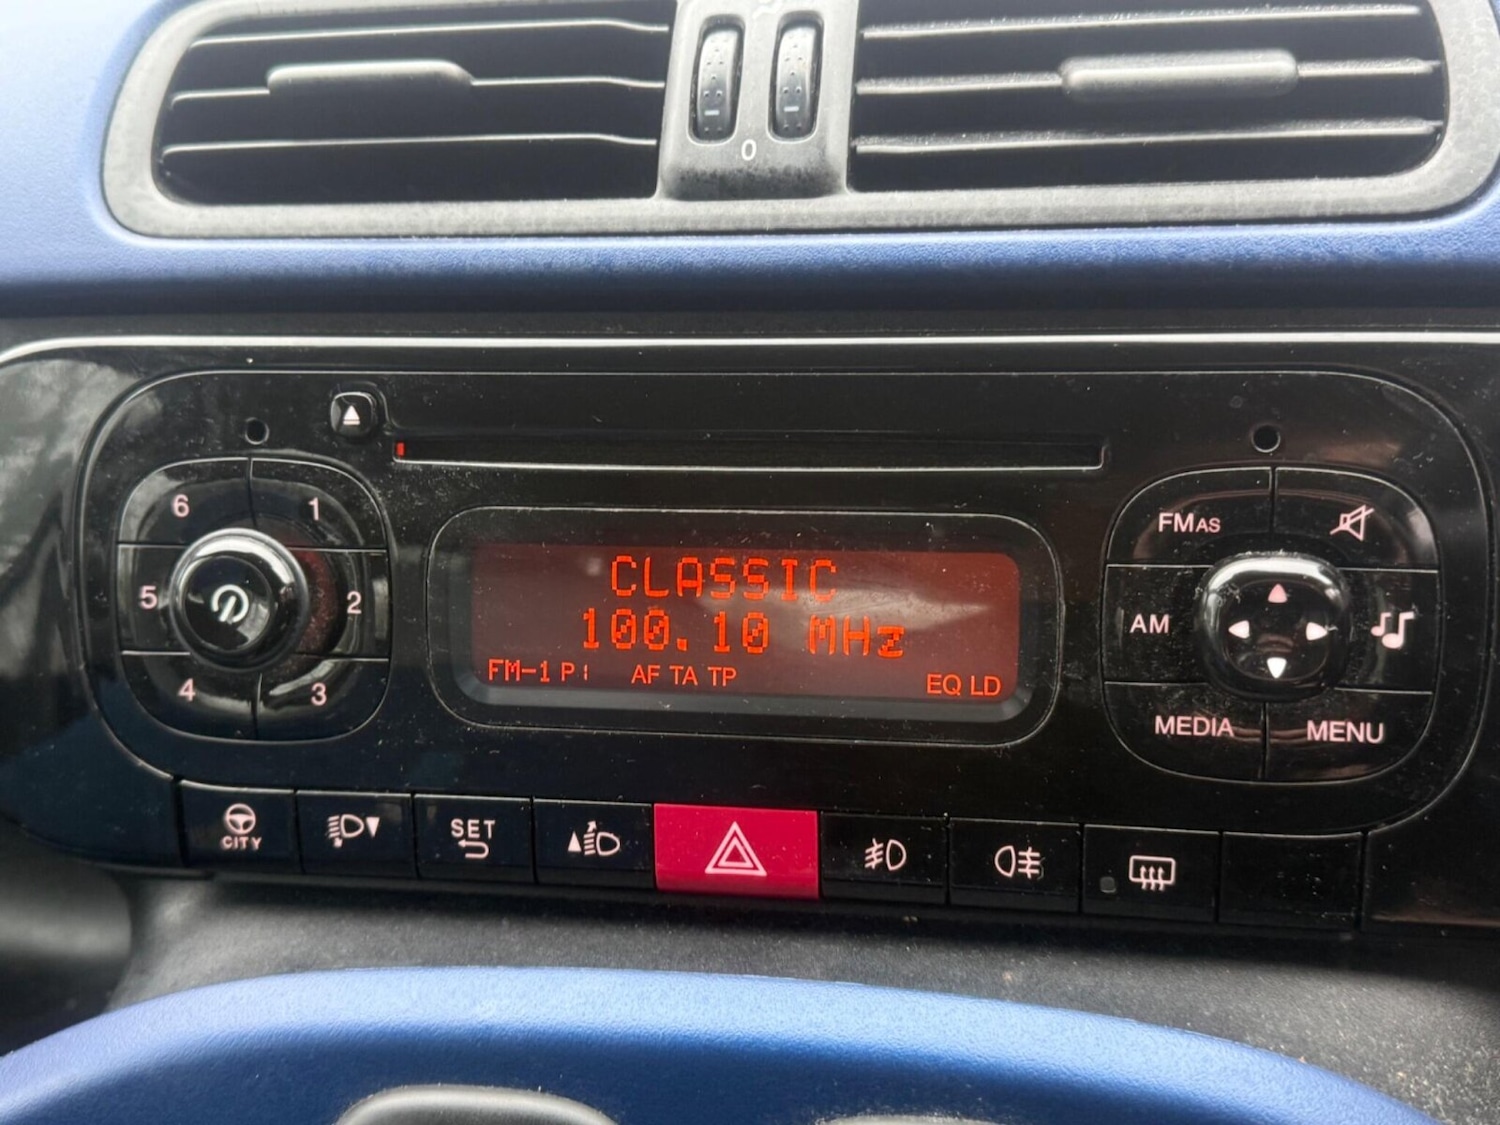 0
6 1
FMAS
CLASSIC
5 2
100.10 MHz
AM
4 3
FM-1 P1 AF TA TP EQ LD
MEDIA MENU
CITY
SET